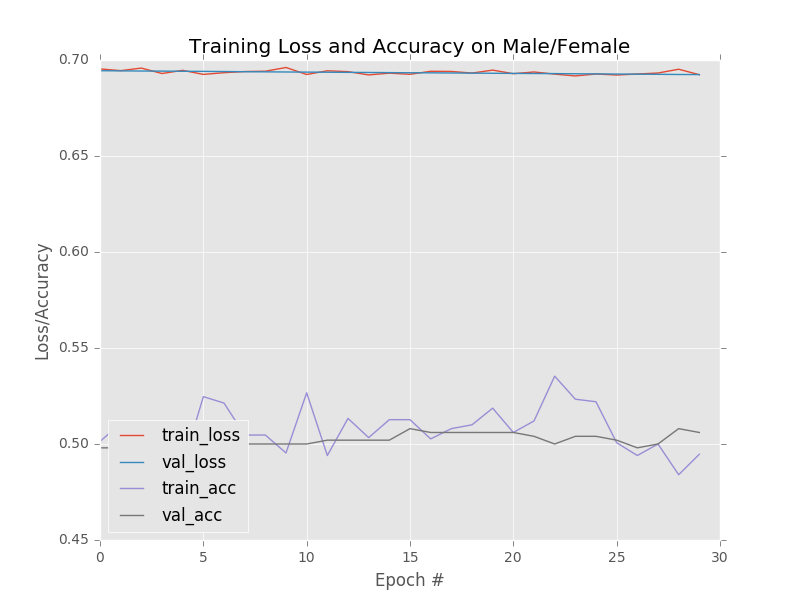 Training Loss and Accuracy on Male/Female
0.70
0.65
0.60
0.55
0.50
0.45
Loss/Accuracy
train_loss
val_loss
train_acc
val_acc
0 5 10 15 20 25 30
Epoch #